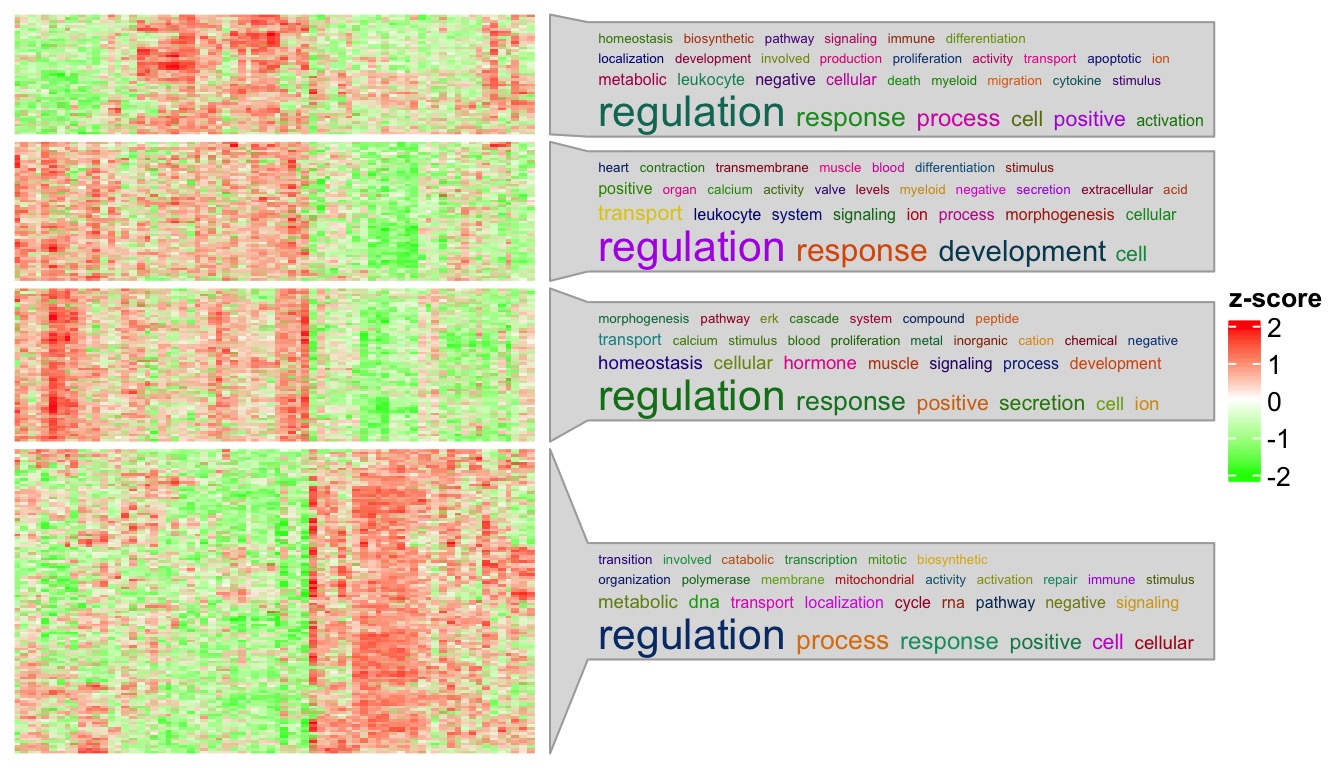 homeostasis biosynthetic pathway signaling immune differentiation
localization development involved production proliferation activity transport apoptotic ion
metabolic leukocyte negative cellular death myeloid migration cytokine stimulus
regulation response process cell positive activation
heart contraction transmembrane muscle blood differentiation stimulus
positive organ calcium activity valve levels myeloid negative secretion extracellular acid
transport leukocyte system signaling ion process morphogenesis cellular
regulation response development cell
morphogenesis pathway erk cascade system compound peptide
transport calcium stimulus blood proliferation metal inorganic cation chemical negative
homeostasis cellular hormone muscle signaling process development
regulation response positive secretion cell ion
transition involved catabolic transcription mitotic biosynthetic
organization polymerase membrane mitochondrial activity activation repair immune stimulus
metabolic dna transport localization cycle rna pathway negative signaling
regulation process response positive cell cellular
z-score
2
1
0
-1
-2